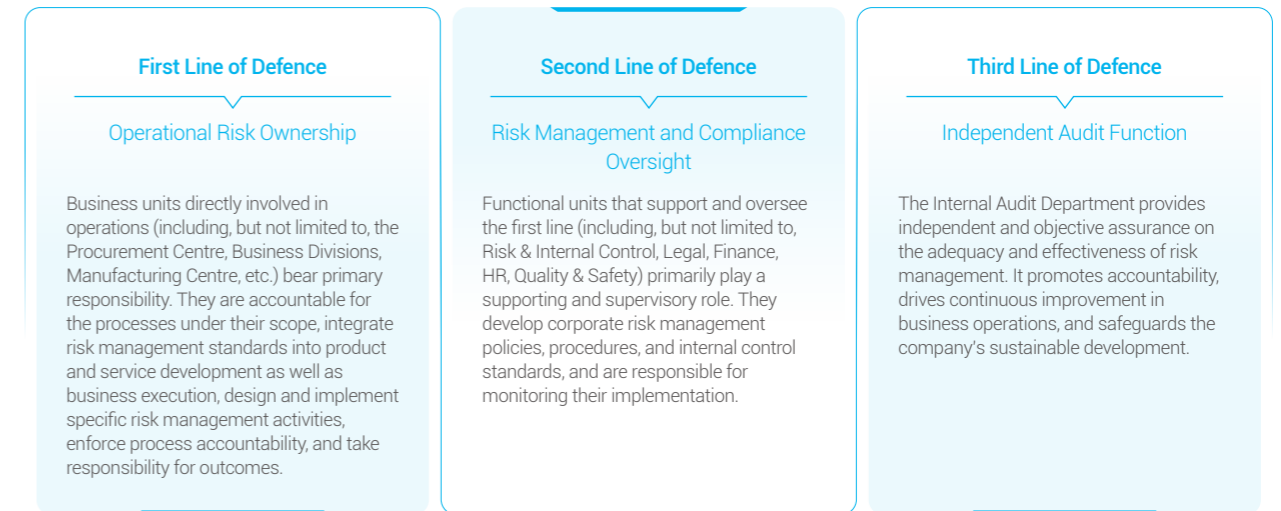 First Line of Defence
Operational Risk Ownership
Business units directly involved in
operations (including, but not limited to, the
Procurement Centre, Business Divisions,
Manufacturing Centre, etc.) bear primary
responsibility. They are accountable for
the processes under their scope, integrate
risk management standards into product
and service development as well as
business execution, design and implement
specific risk management activities,
enforce process accountability, and take
responsibility for outcomes.
Second Line of Defence
Risk Management and Compliance
Oversight
Functional units that support and oversee
the first line (including, but not limited to,
Risk & Internal Control, Legal, Finance,
HR, Quality & Safety) primarily play a
supporting and supervisory role. They
develop corporate risk management
policies, procedures, and internal control
standards, and are responsible for
monitoring their implementation.
Third Line of Defence
Independent Audit Function
The Internal Audit Department provides
independent and objective assurance on
the adequacy and effectiveness of risk
management. It promotes accountability,
drives continuous improvement in
business operations, and safeguards the
company's sustainable development.